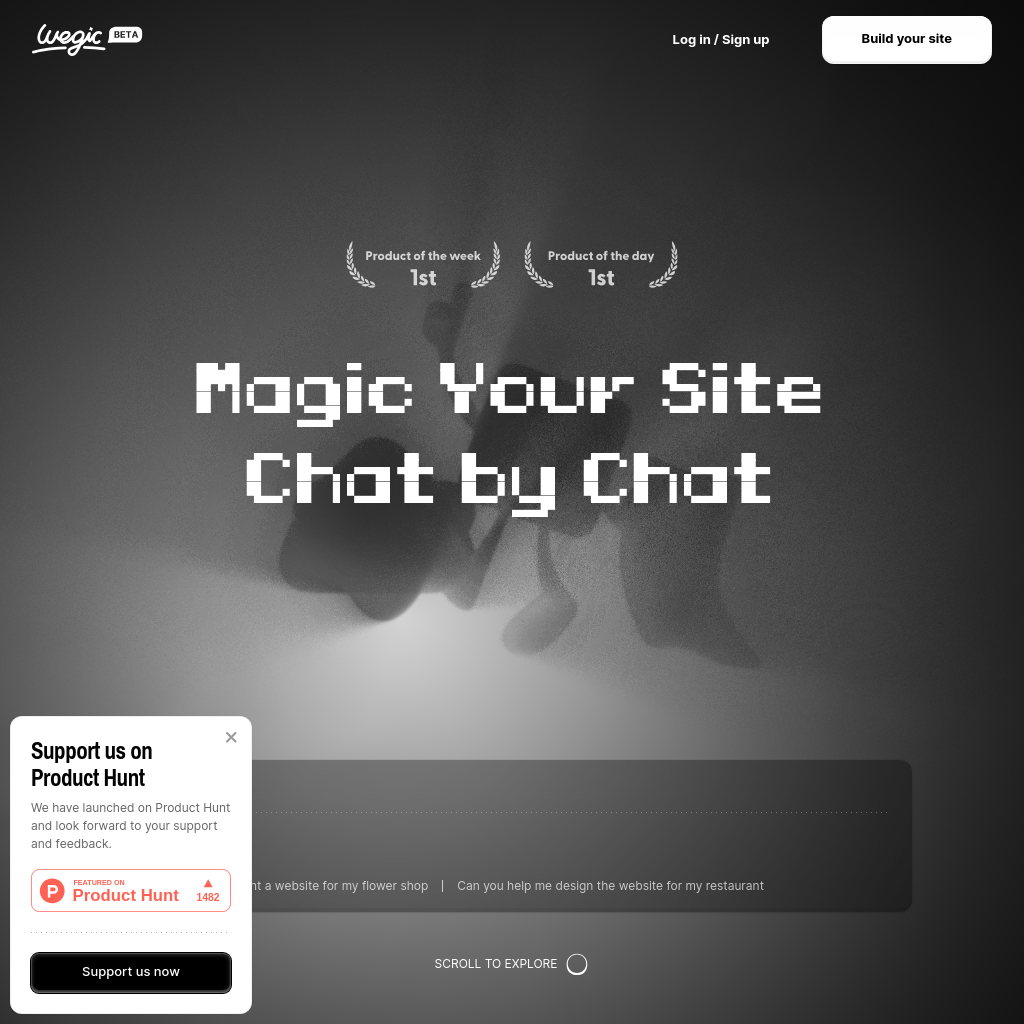 wegic BETA
Log in / Sign up
Build your site
Product of the week
1st
Product of the day
1st
Magic Your Site
Chat by Chat
Support us on
Product Hunt
We have launched on Product Hunt
and look forward to your support
and feedback.
FEATURED ON
Product Hunt
1482
Support us now
a website for my flower shop
Can you help me design the website for my restaurant
SCROLL TO EXPLORE